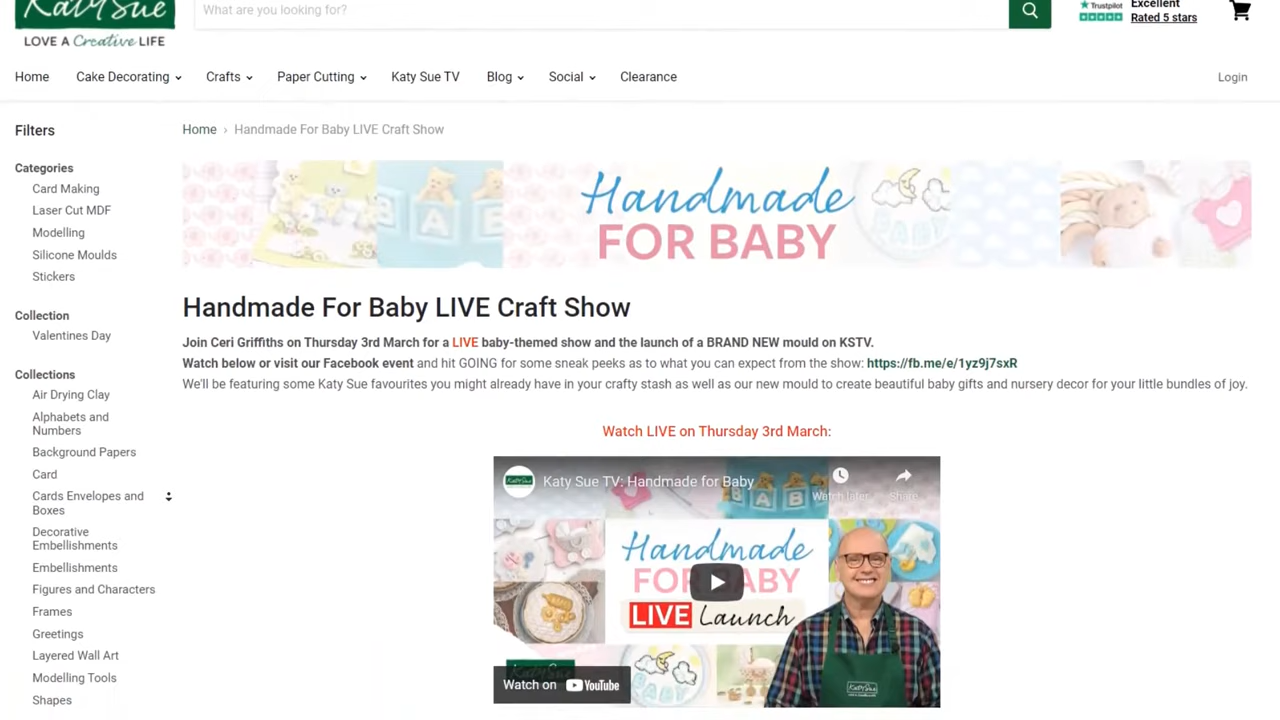 Katy Sue
LOVE A Creative LIFE
What are you looking for?
Trustpilot
Excellent
Rated 5 stars
Home
Cake Decorating
Crafts
Paper Cutting
Katy Sue TV
Blog
Social
Clearance
Login
Filters
Categories
Card Making
Laser Cut MDF
Modelling
Silicone Moulds
Stickers
Collection
Valentines Day
Collections
Air Drying Clay
Alphabets and
Numbers
Background Papers
Card
Cards Envelopes and
Boxes
Decorative
Embellishments
Embellishments
Figures and Characters
Frames
Greetings
Layered Wall Art
Modelling Tools
Shapes
Home › Handmade For Baby LIVE Craft Show
A B
Handmade
FOR BABY
BABY
Handmade For Baby LIVE Craft Show
Join Ceri Griffiths on Thursday 3rd March for a LIVE baby-themed show and the launch of a BRAND NEW mould on KSTV.
Watch below or visit our Facebook event and hit GOING for some sneak peeks as to what you can expect from the show: https://fb.me/e/1yz9j7sxR
We'll be featuring some Katy Sue favourites you might already have in your crafty stash as well as our new mould to create beautiful baby gifts and nursery decor for your little bundles of joy.
Watch LIVE on Thursday 3rd March:
Katy Sue TV: Handmade for Baby
Watch later
Share
A B
Handmade
FOR BABY
LIVE Launch
BABY
Katy Sue
Watch on YouTube